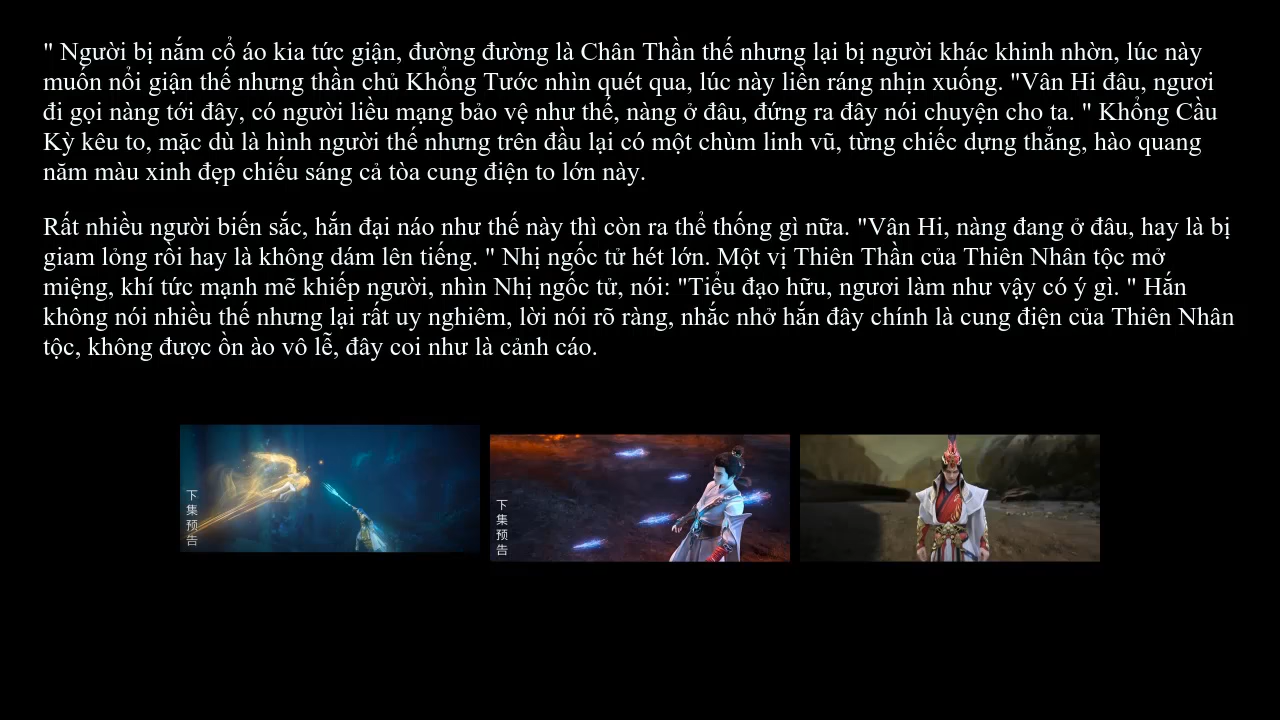 " Người bị nắm cổ áo kia tức giận, đường đường là Chân Thần thế nhưng lại bị người khác khinh nhờn, lúc này
muốn nổi giận thế nhưng thần chủ Khổng Tước nhìn quét qua, lúc này liền ráng nhịn xuống. "Vân Hi đâu, ngươi
đi gọi nàng tới đây, có người liều mạng bảo vệ như thế, nàng ở đâu, đứng ra đây nói chuyện cho ta. " Khổng Cầu
Kỳ kêu to, mặc dù là hình người thế nhưng trên đầu lại có một chùm linh vũ, từng chiếc dựng thẳng, hào quang
năm màu xinh đẹp chiếu sáng cả tòa cung điện to lớn này.
Rất nhiều người biến sắc, hắn đại náo như thế này thì còn ra thể thống gì nữa. "Vân Hi, nàng đang ở đâu, hay là bị
giam lỏng rồi hay là không dám lên tiếng. " Nhị ngốc tử hét lớn. Một vị Thiên Thần của Thiên Nhân tộc mở
miệng, khí tức mạnh mẽ khiếp người, nhìn Nhị ngốc tử, nói: "Tiểu đạo hữu, ngươi làm như vậy có ý gì. " Hắn
không nói nhiều thế nhưng lại rất uy nghiêm, lời nói rõ ràng, nhắc nhở hắn đây chính là cung điện của Thiên Nhân
tộc, không được ồn ào vô lễ, đây coi như là cảnh cáo.
下集预告
下集预告